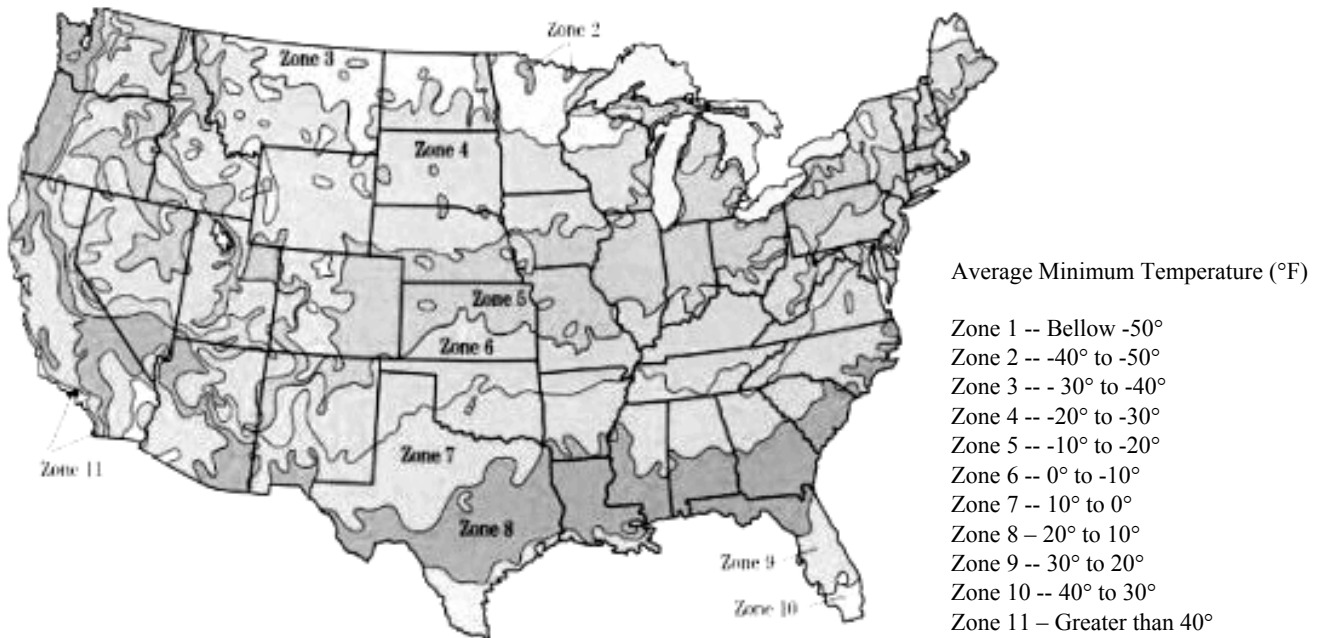 Zone 2
Zone 3
Zone 4
Zone 5
Zone 6
Zone 11
Zone 7
Zone 8
Zone 9
Zone 10
Average Minimum Temperature (°F)
Zone 1 -- Bellow -50°
Zone 2 -- -40° to -50°
Zone 3 -- - 30° to -40°
Zone 4 -- -20° to -30°
Zone 5 -- -10° to -20°
Zone 6 -- 0° to -10°
Zone 7 -- 10° to 0°
Zone 8 – 20° to 10°
Zone 9 -- 30° to 20°
Zone 10 -- 40° to 30°
Zone 11 – Greater than 40°